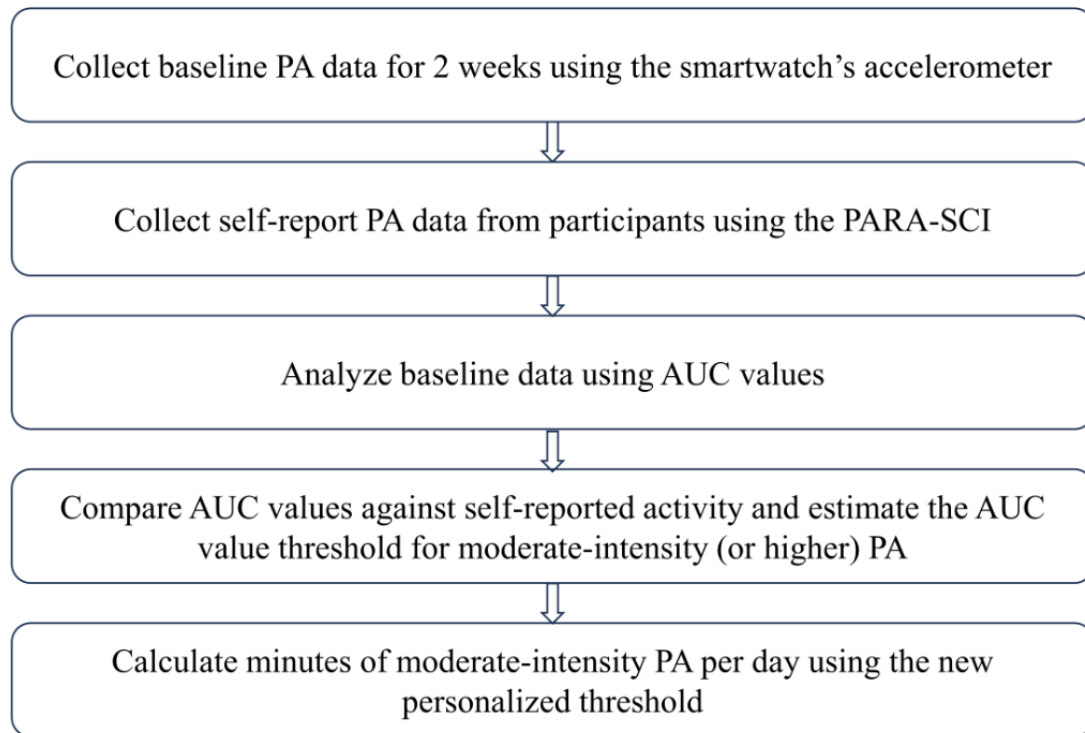 Collect baseline PA data for 2 weeks using the smartwatch’s accelerometer
Collect self-report PA data from participants using the PARA-SCI
Analyze baseline data using AUC values
Compare AUC values against self-reported activity and estimate the AUC
value threshold for moderate-intensity (or higher) PA
Calculate minutes of moderate-intensity PA per day using the new
personalized threshold